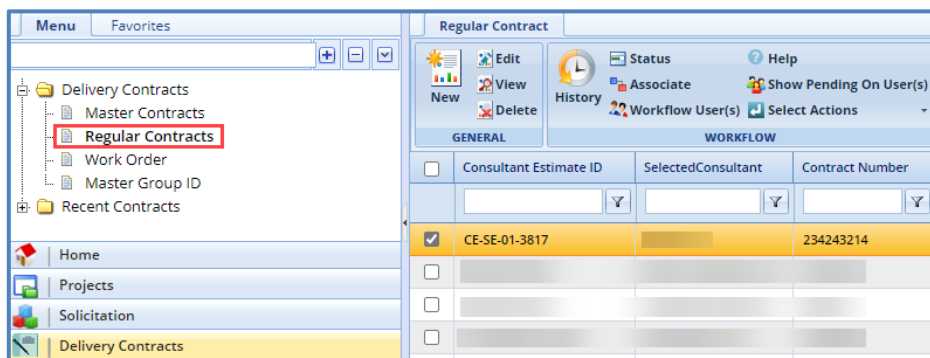 Menu Favorites
Delivery Contracts
Master Contracts
Regular Contracts
Work Order
Master Group ID
Recent Contracts
Home
Projects
Solicitation
Delivery Contracts
Regular Contract
New
Edit
View
Delete
GENERAL
History
Status
Associate
Workflow User(s)
Help
Show Pending On User(s)
Select Actions
WORKFLOW
Consultant Estimate ID SelectedConsultant Contract Number
CE-SE-01-3817 234243214